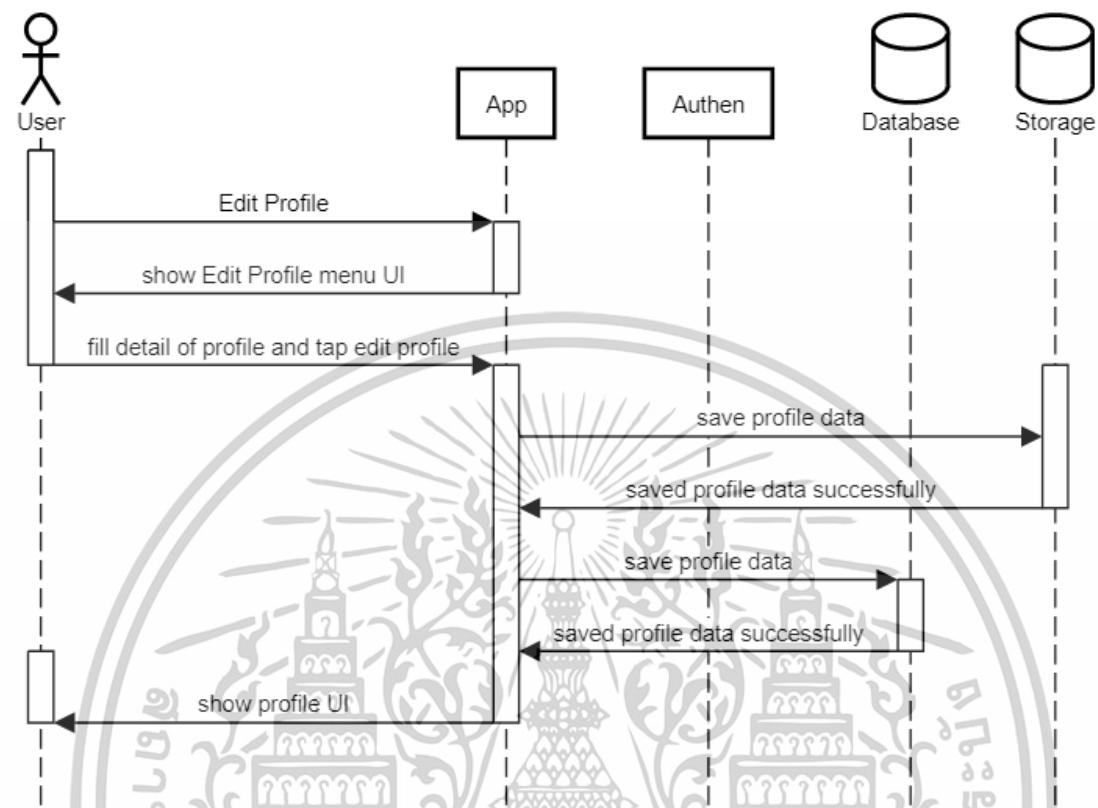 User
App
Authen
Database
Storage
Edit Profile
show Edit Profile menu UI
fill detail of profile and tap edit profile
save profile data
saved profile data successfully
save profile data
saved profile data successfully
show profile UI